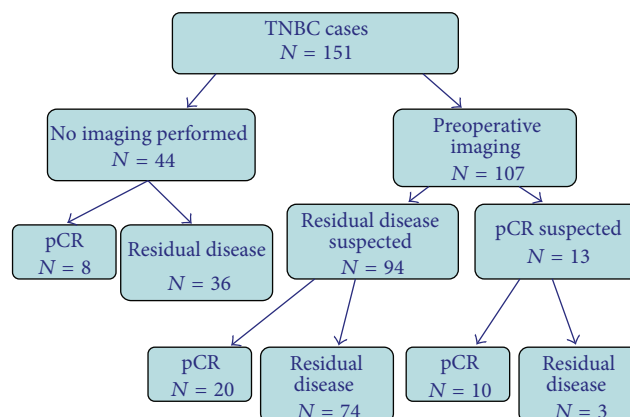 TNBC cases
N = 151
No imaging performed
N = 44
Preoperative
imaging
N = 107
pCR
N = 8
Residual disease
N = 36
Residual disease
suspected
N = 94
pCR suspected
N = 13
pCR
N = 20
Residual
disease
N = 74
pCR
N = 10
Residual
disease
N = 3